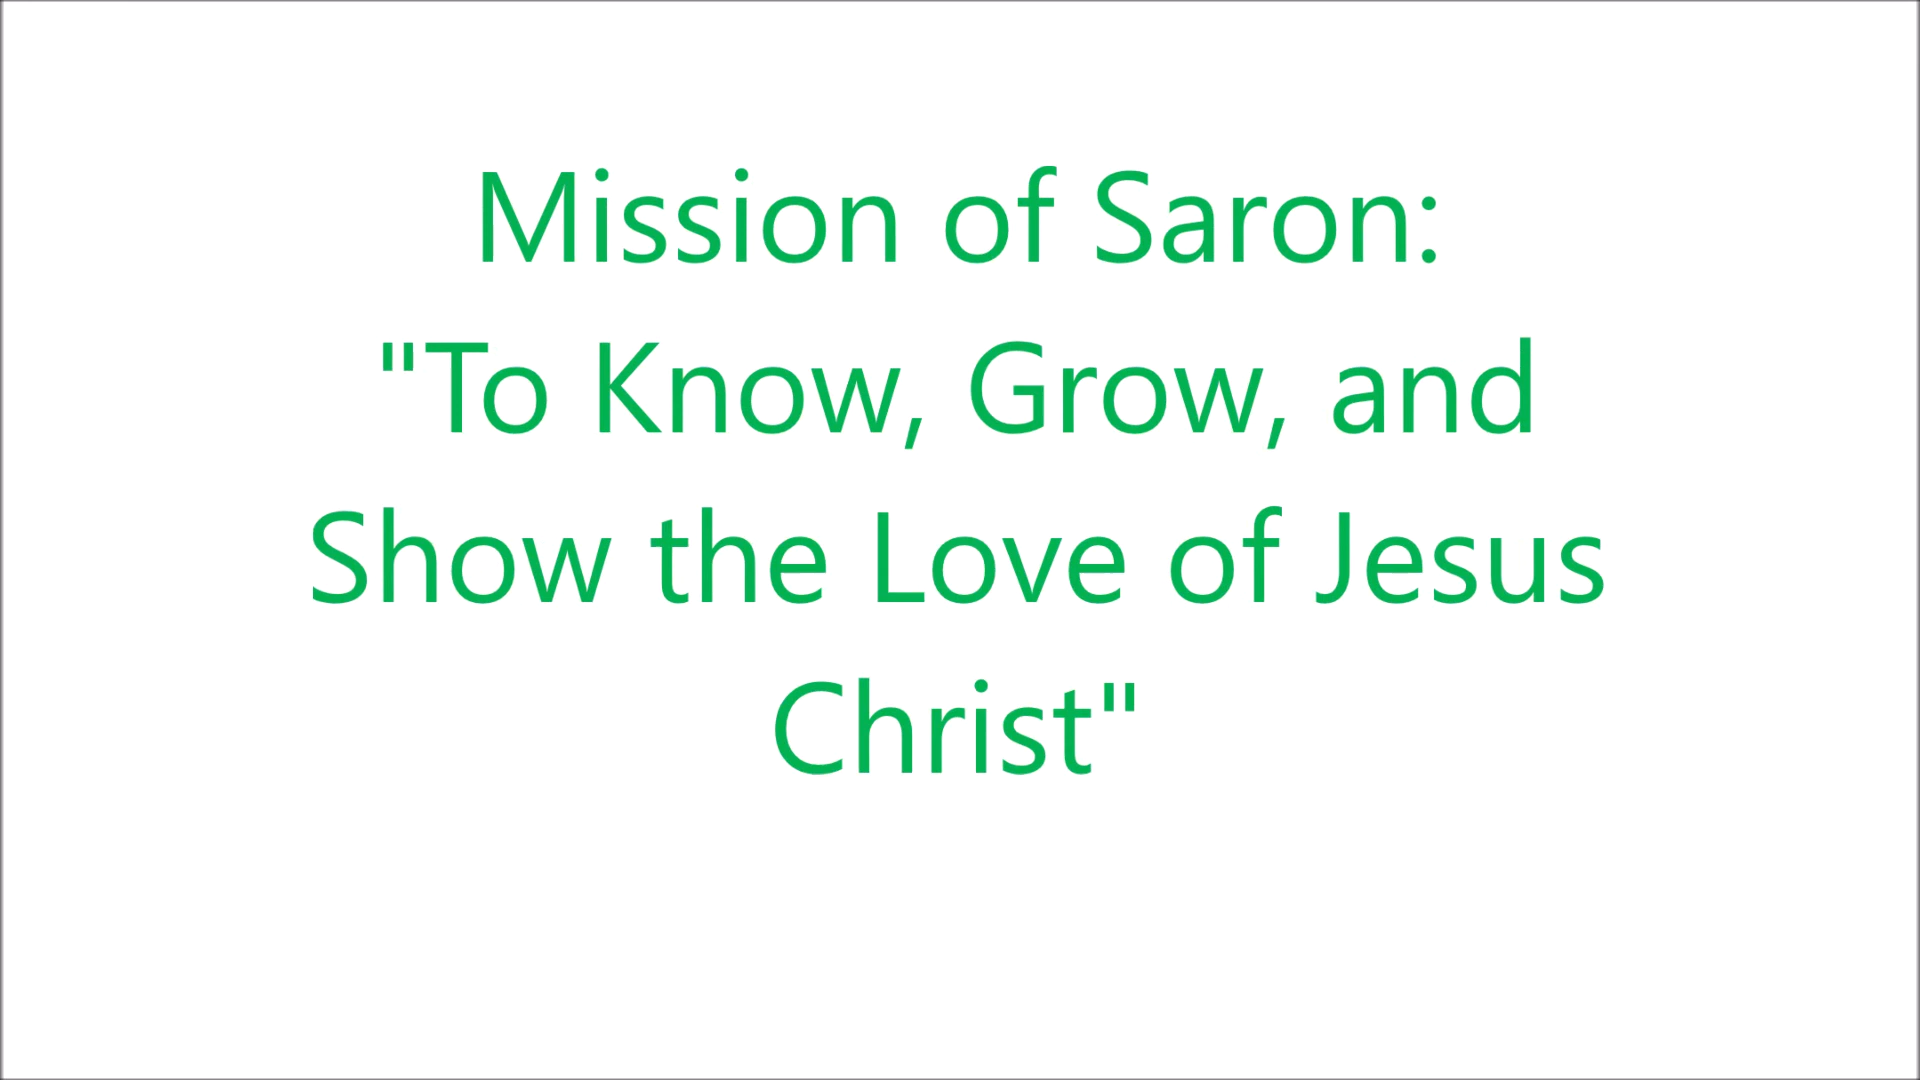 Mission of Saron:
"To Know, Grow, and
Show the Love of Jesus
Christ"